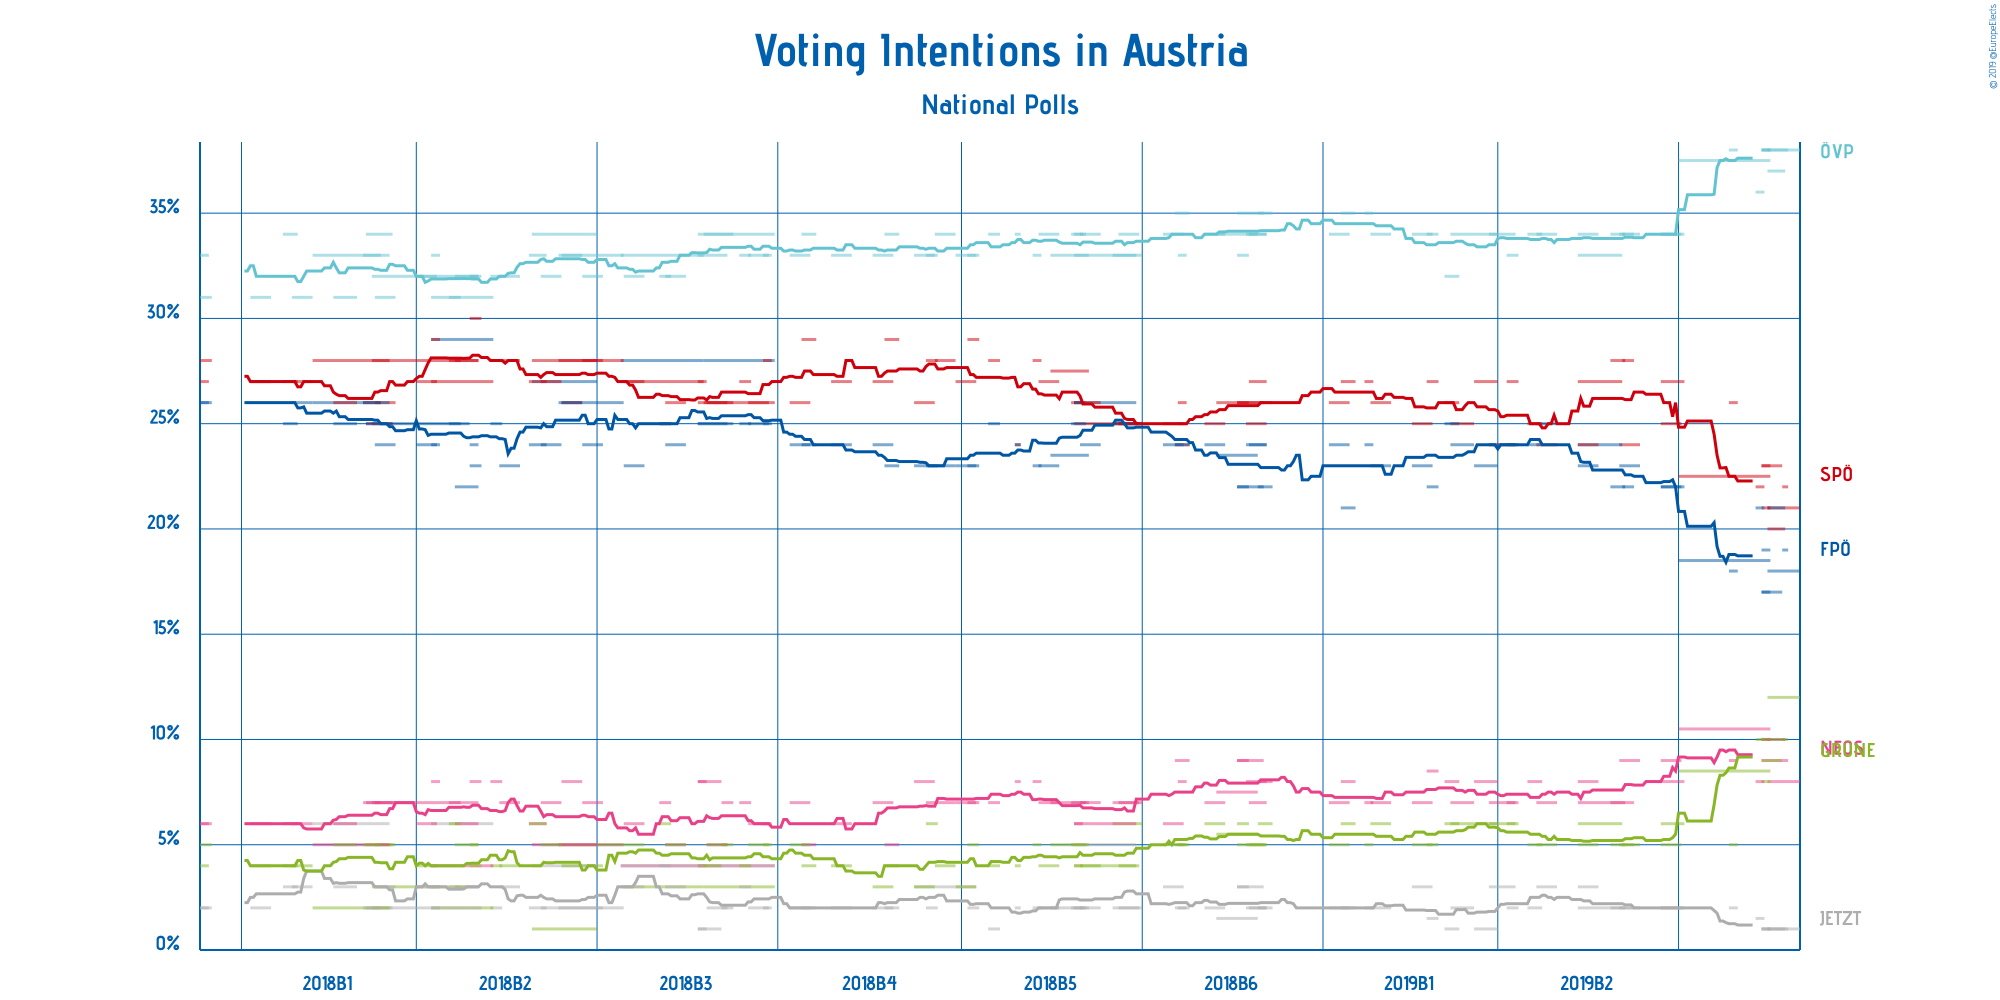 © 2019 @EuropeElects
Voting Intentions in Austria
National Polls
35%
30%
25%
20%
15%
10%
5%
0%
ÖVP
SPÖ
FPÖ
NEOS
GRÜNE
JETZT
2018B1
2018B2
2018B3
2018B4
2018B5
2018B6
2019B1
2019B2